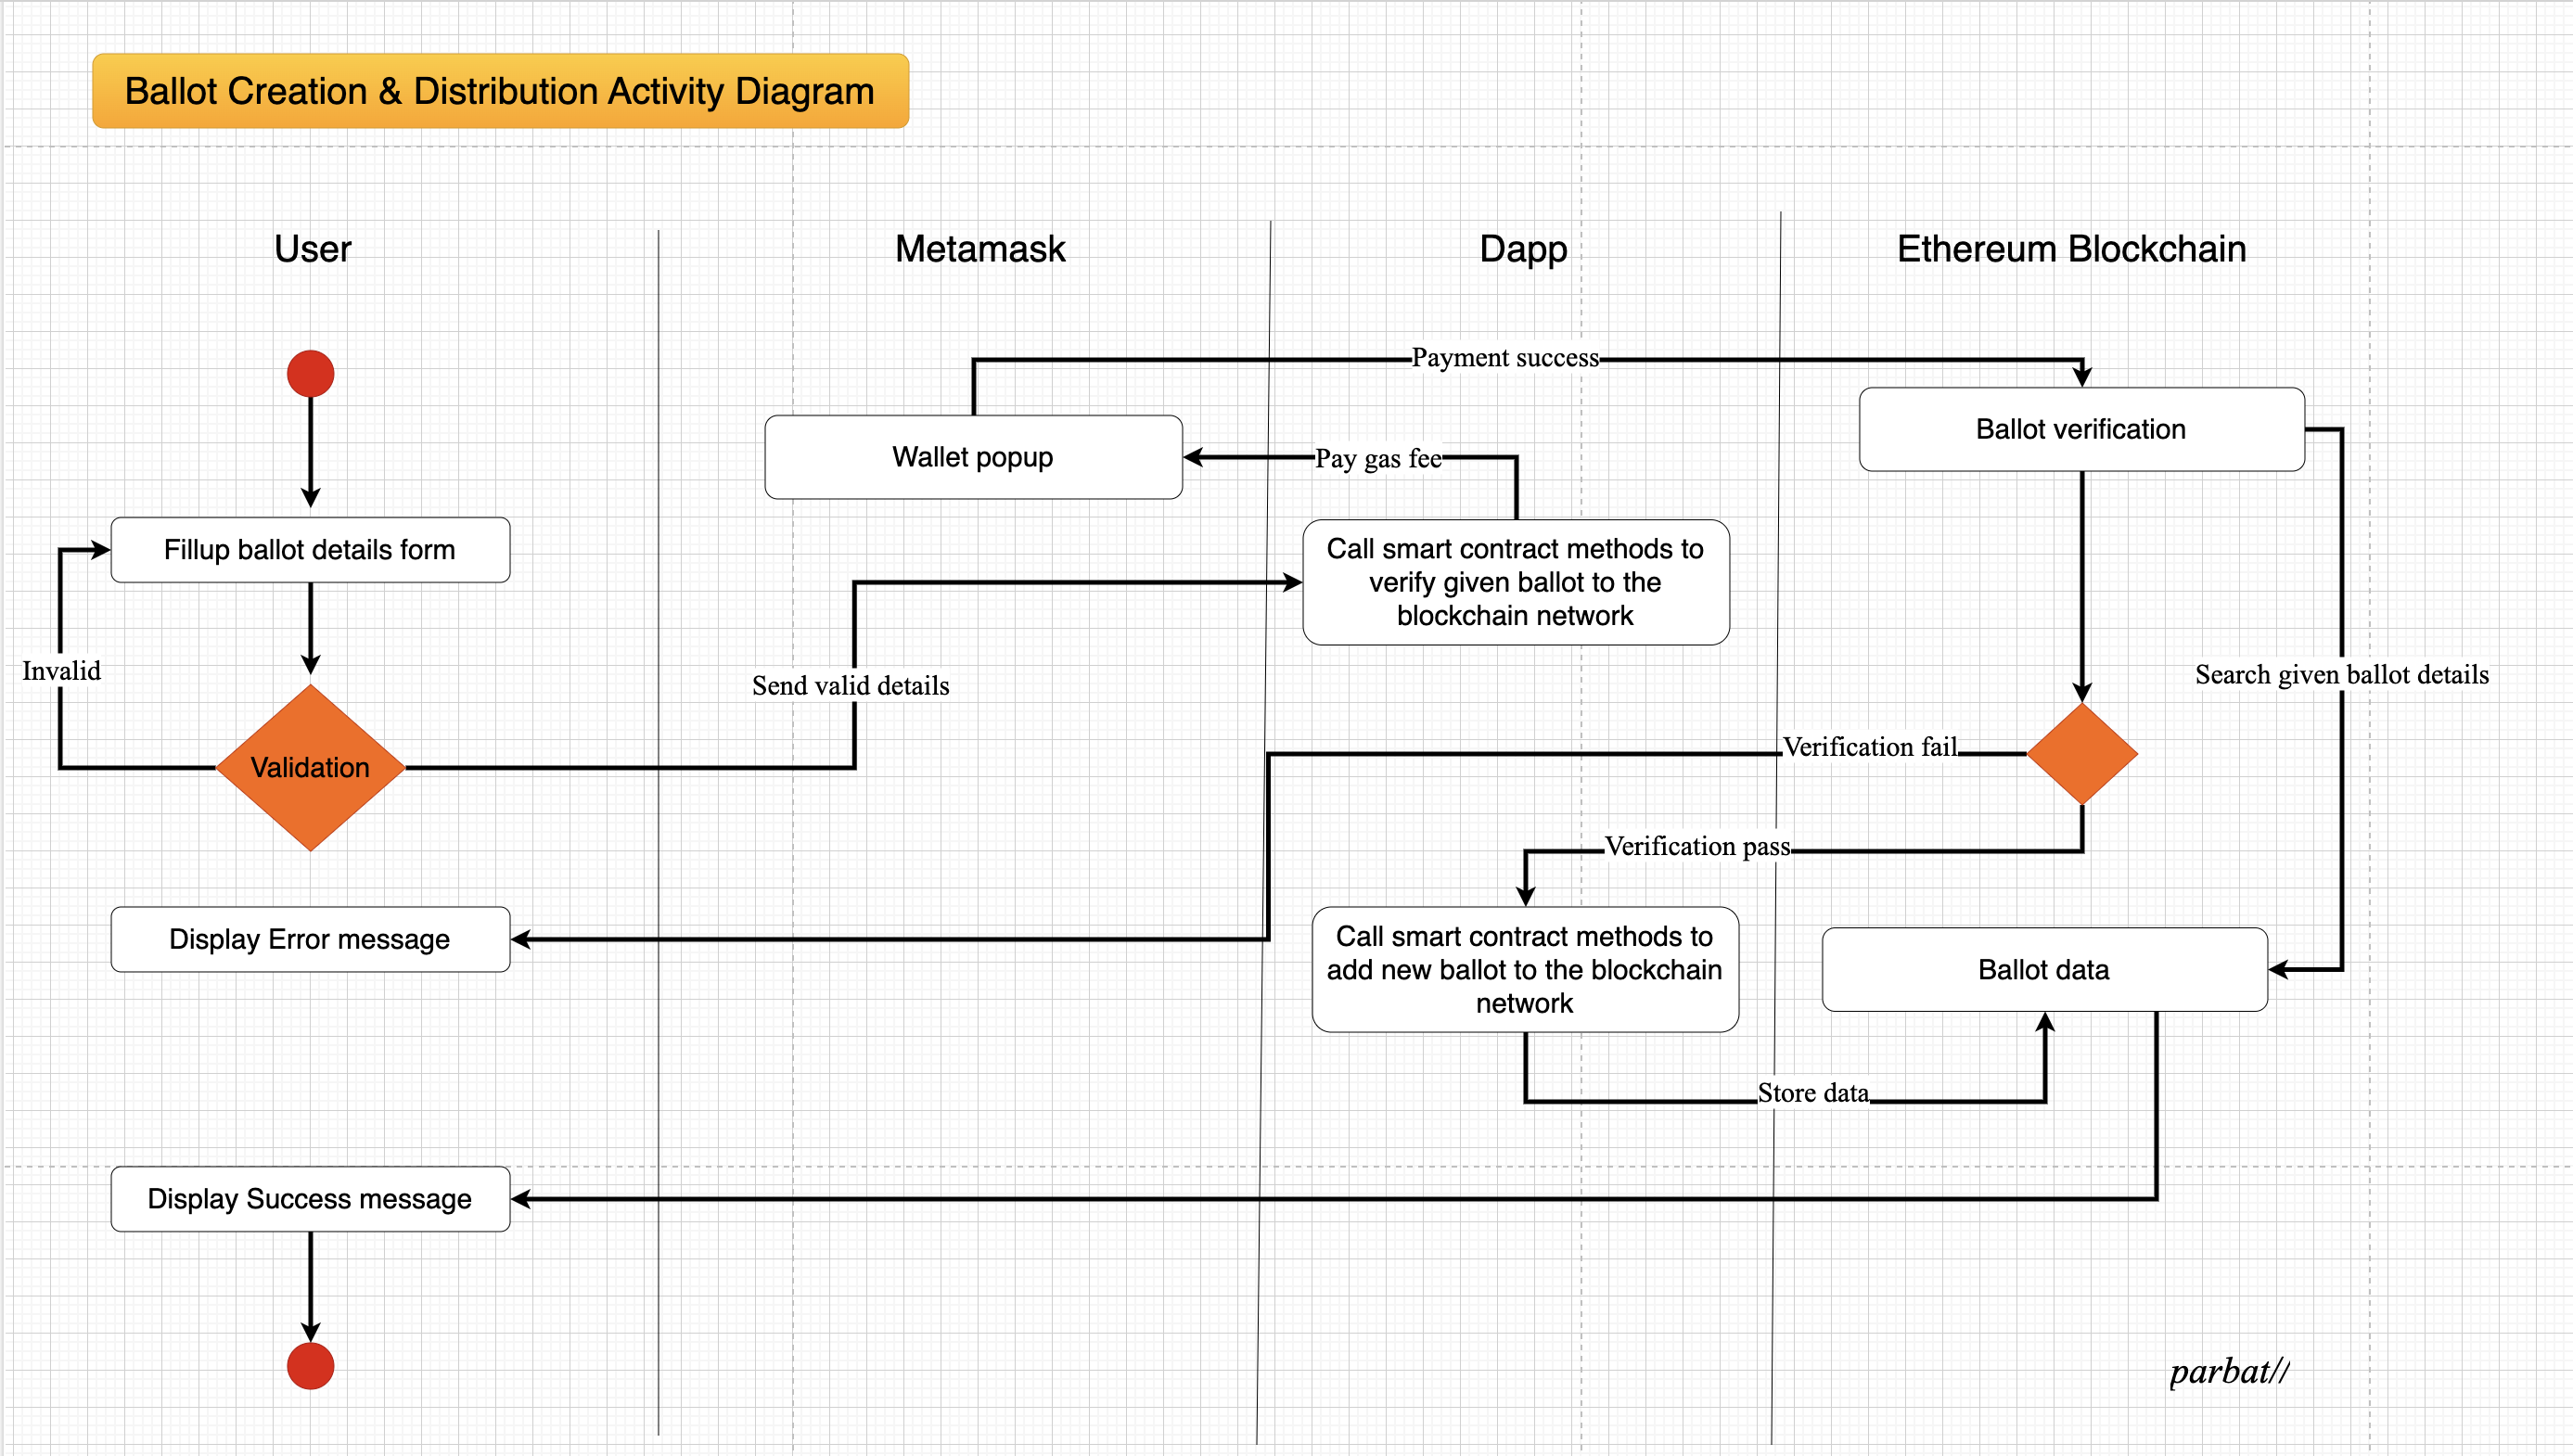 Ballot Creation & Distribution Activity Diagram
User
Metamask
Dapp
Ethereum Blockchain
Payment success
Ballot verification
Wallet popup
Pay gas fee
Fillup ballot details form
Call smart contract methods to
verify given ballot to the
blockchain network
Invalid
Send valid details
Search given ballot details
Validation
Verification fail
Verification pass
Display Error message
Call smart contract methods to
add new ballot to the blockchain
network
Ballot data
Store data
Display Success message
parbat//